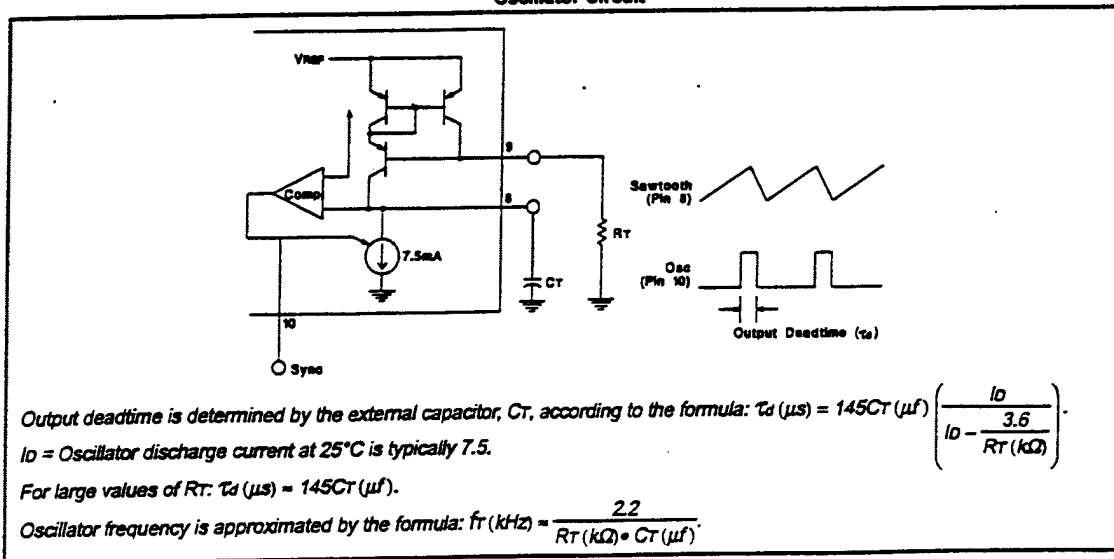 Oscillator Circuit
VREF
9
Comp
8
7.5mA
RT
CT
10
Sync
Sawtooth
(Pin 8)
Osc
(Pin 10)
Output Deadtime (τd)
Output deadtime is determined by the external capacitor, CT, according to the formula: τd (µs) = 145CT (µf) ( ID / ( ID – 3.6 / RT (kΩ) ) ).
ID = Oscillator discharge current at 25°C is typically 7.5.
For large values of RT: τd (µs) ≈ 145CT (µf).
Oscillator frequency is approximated by the formula: fT (kHz) ≈ 2.2 / RT (kΩ) • CT (µf).